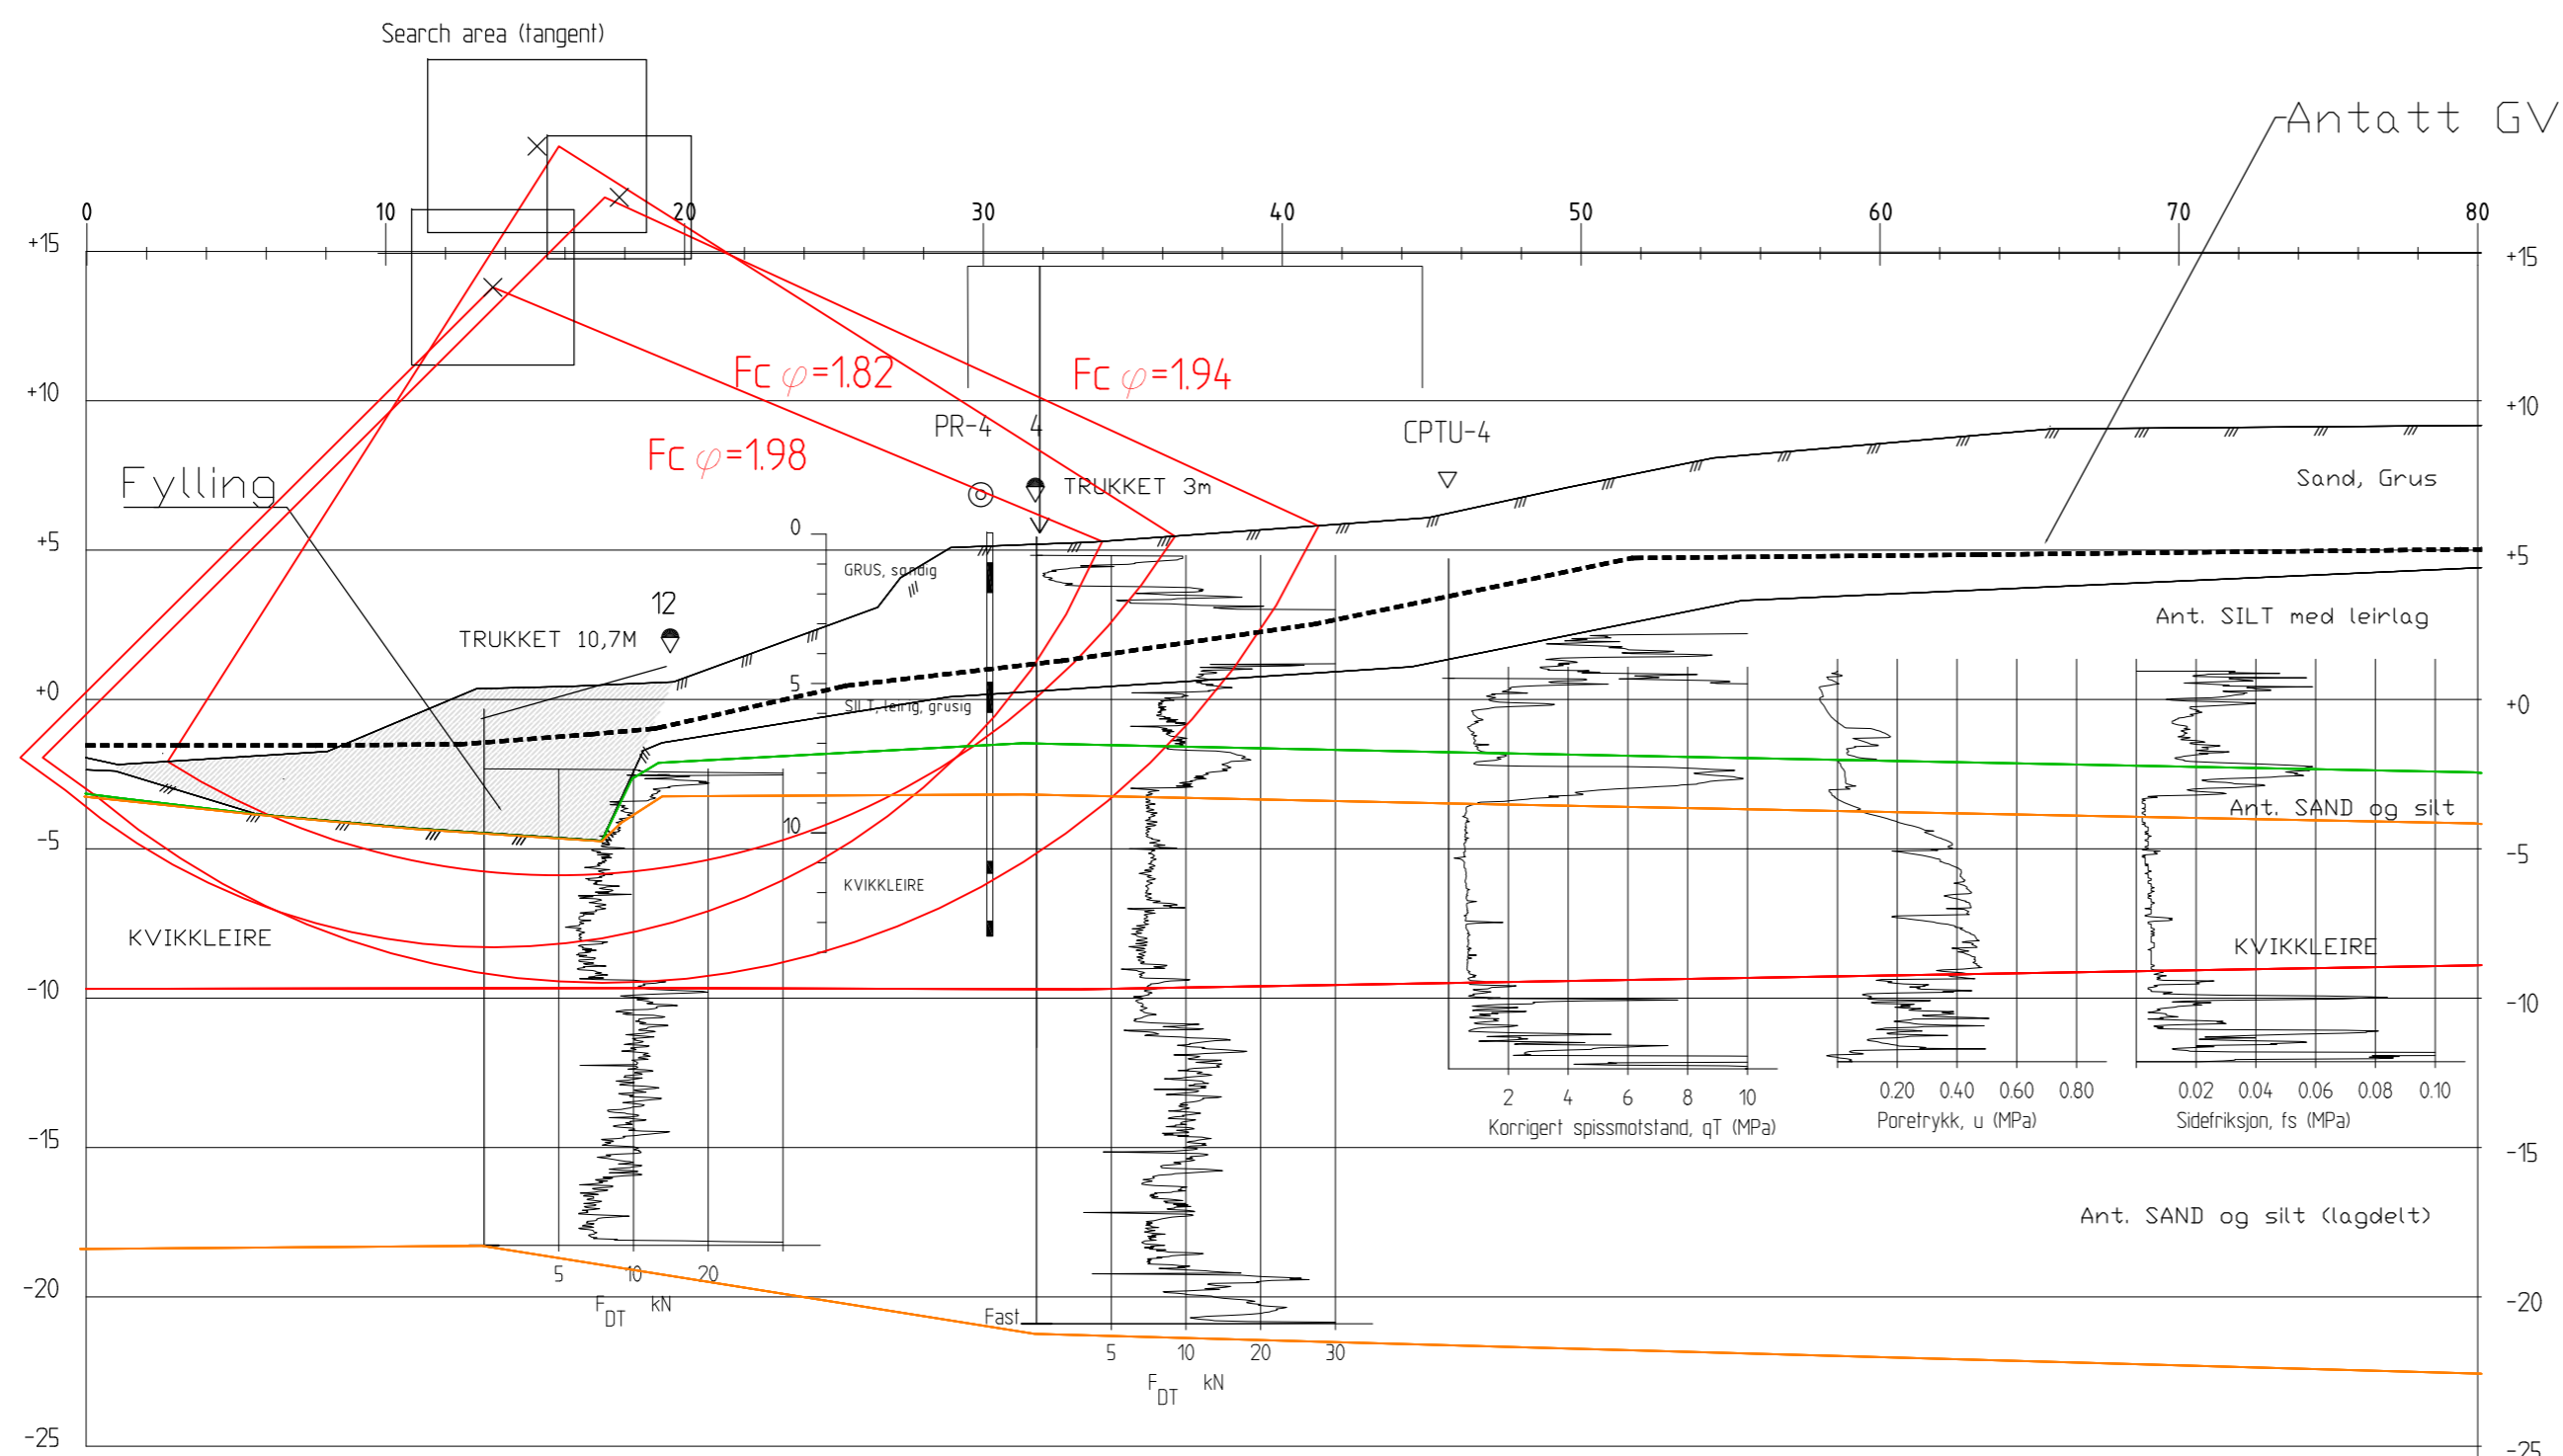 Search area (tangent)
Antatt GV
0 10 20 30 40 50 60 70 80
+15 +15
+10 +10
Fc φ=1.82
Fc φ=1.94
PR-4 4
CPTU-4
Fc φ=1.98
Fylling
TRUKKET 3m
Sand, Grus
0
+5 +5
GRUS, sandig
12
TRUKKET 10,7M
Ant. SILT med leirlag
5
+0 +0
SILT, leirig, grusig
Ant. SAND og silt
10
-5 -5
KVIKKLEIRE
KVIKKLEIRE
KVIKKLEIRE
-10 -10
2 4 6 8 10
Korrigert spissmotstand, qT (MPa)
0.20 0.40 0.60 0.80
Poretrykk, u (MPa)
0.02 0.04 0.06 0.08 0.10
Sidefriksjon, fs (MPa)
-15 -15
Ant. SAND og silt (lagdelt)
5 10 20
FDT kN
-20 -20
Fast
5 10 20 30
FDT kN
-25 -25